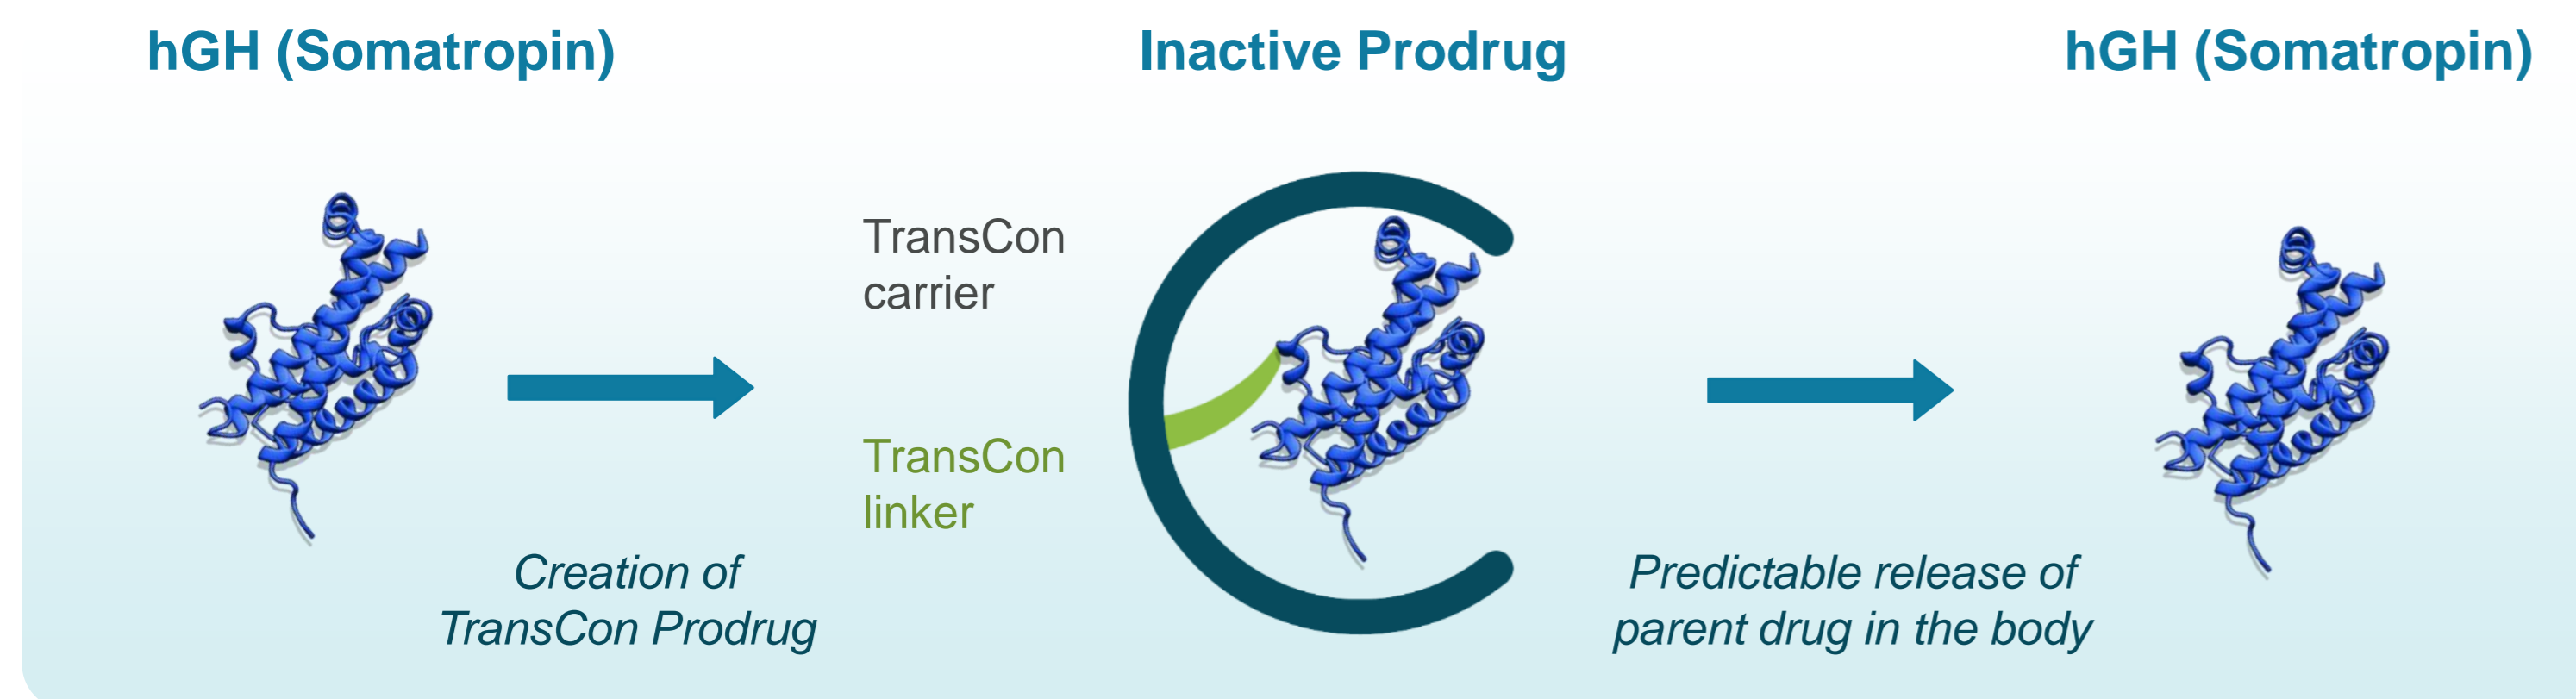 hGH (Somatropin)
Inactive Prodrug
hGH (Somatropin)
TransCon
carrier
TransCon
linker
Creation of
TransCon Prodrug
Predictable release of
parent drug in the body